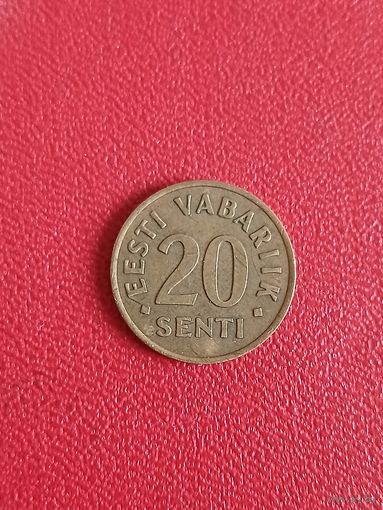 · EESTI VABARIIK ·
20
SENTI